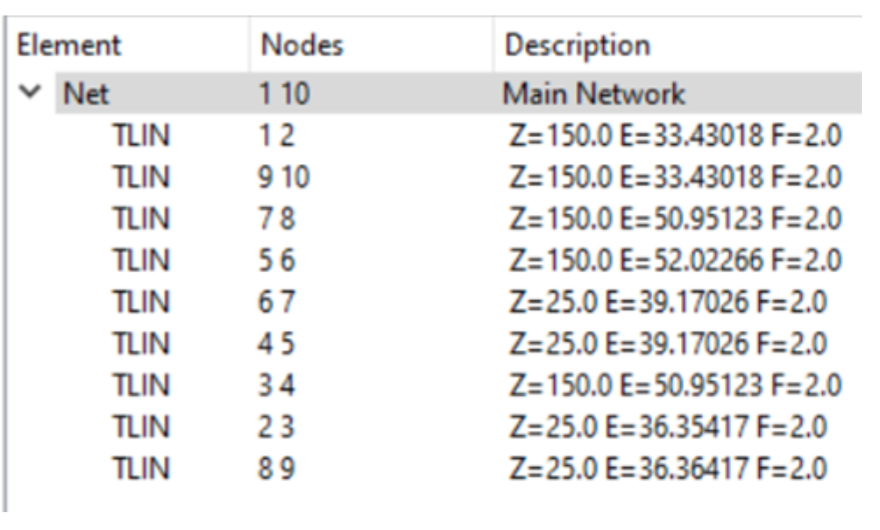 Element Nodes Description
Net 1 10 Main Network
TLIN 1 2 Z=150.0 E=33.43018 F=2.0
TLIN 9 10 Z=150.0 E=33.43018 F=2.0
TLIN 7 8 Z=150.0 E=50.95123 F=2.0
TLIN 5 6 Z=150.0 E=52.02266 F=2.0
TLIN 6 7 Z=25.0 E=39.17026 F=2.0
TLIN 4 5 Z=25.0 E=39.17026 F=2.0
TLIN 3 4 Z=150.0 E=50.95123 F=2.0
TLIN 2 3 Z=25.0 E=36.35417 F=2.0
TLIN 8 9 Z=25.0 E=36.36417 F=2.0